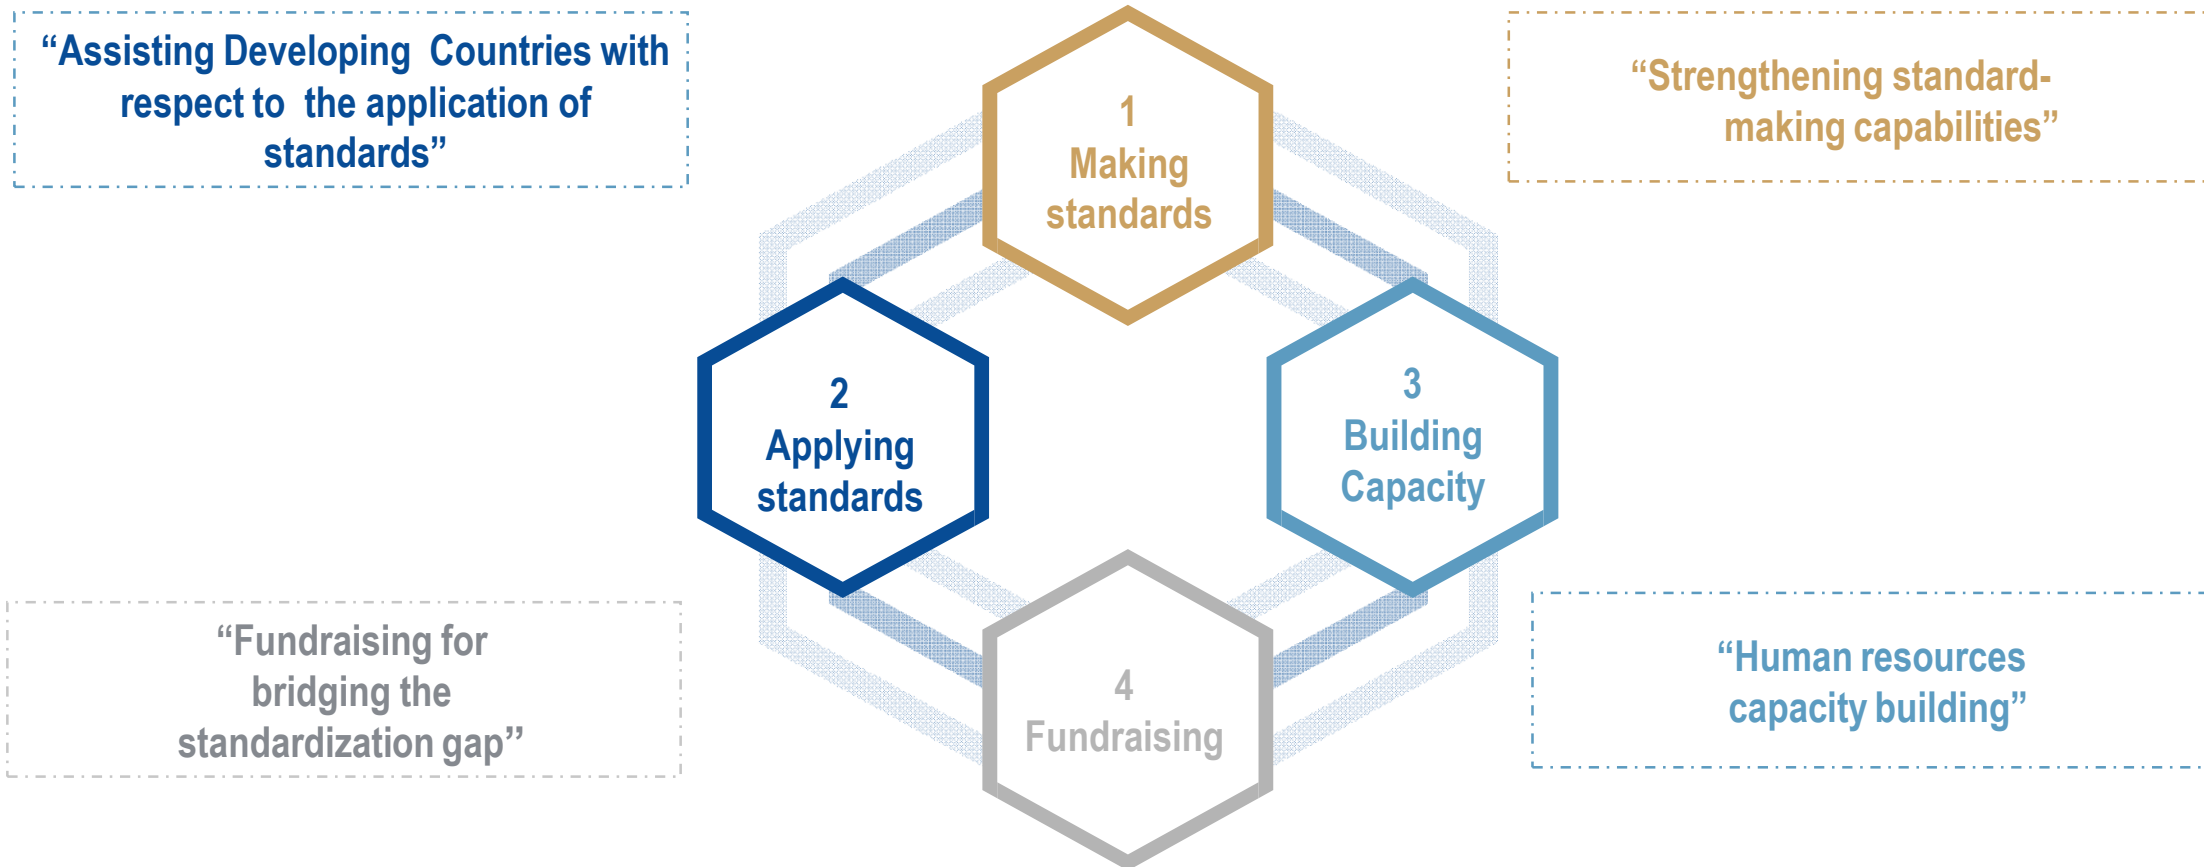 “Assisting Developing Countries with
respect to the application of
standards”
1
Making
standards
“Strengthening standard-
making capabilities”
2
Applying
standards
3
Building
Capacity
“Fundraising for
bridging the
standardization gap”
4
Fundraising
“Human resources
capacity building”